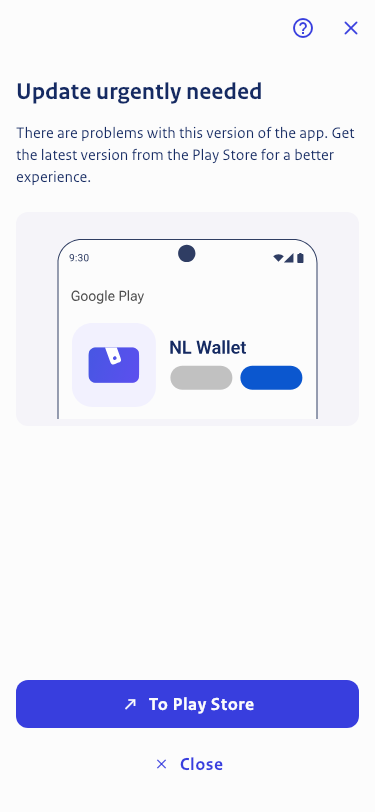 Update urgently needed
There are problems with this version of the app. Get
the latest version from the Play Store for a better
experience.
9:30
Google Play
NL Wallet
To Play Store
Close